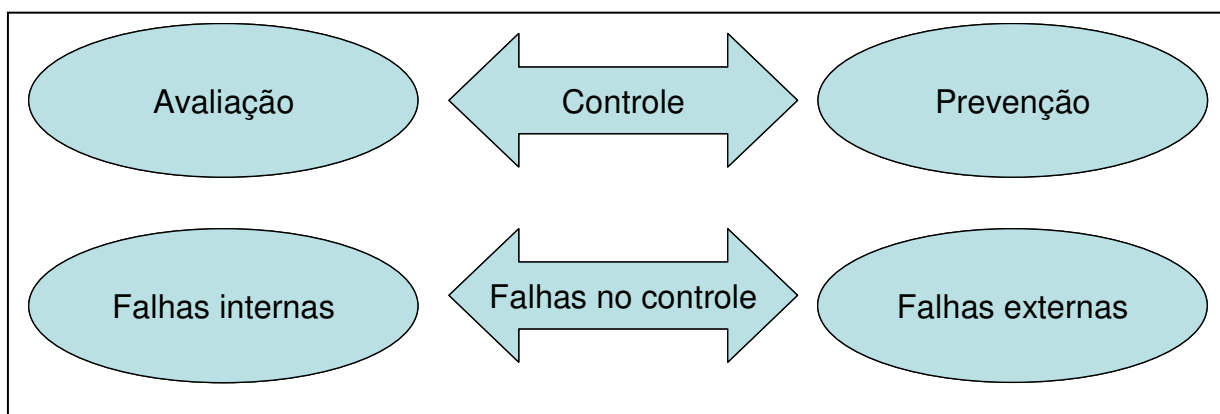 Avaliação
Controle
Prevenção
Falhas internas
Falhas no controle
Falhas externas